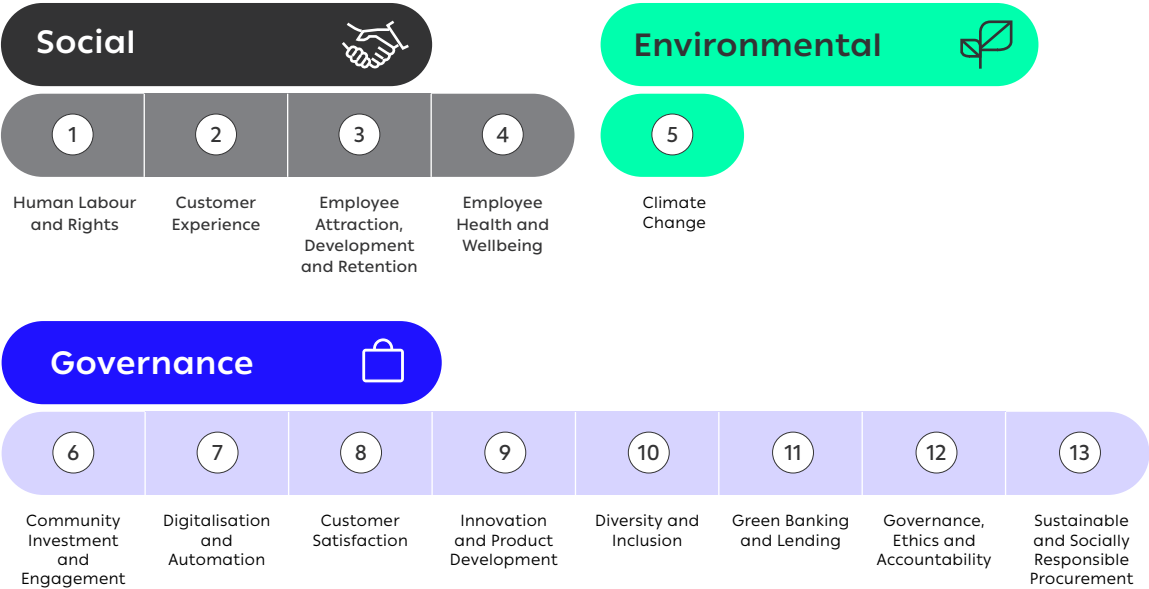 Social
1
2
3
4
Human Labour
and Rights
Customer
Experience
Employee
Attraction,
Development
and Retention
Employee
Health and
Wellbeing
Environmental
5
Climate
Change
Governance
6
7
8
9
10
11
12
13
Community
Investment
and
Engagement
Digitalisation
and
Automation
Customer
Satisfaction
Innovation
and Product
Development
Diversity and
Inclusion
Green Banking
and Lending
Governance,
Ethics and
Accountability
Sustainable
and Socially
Responsible
Procurement